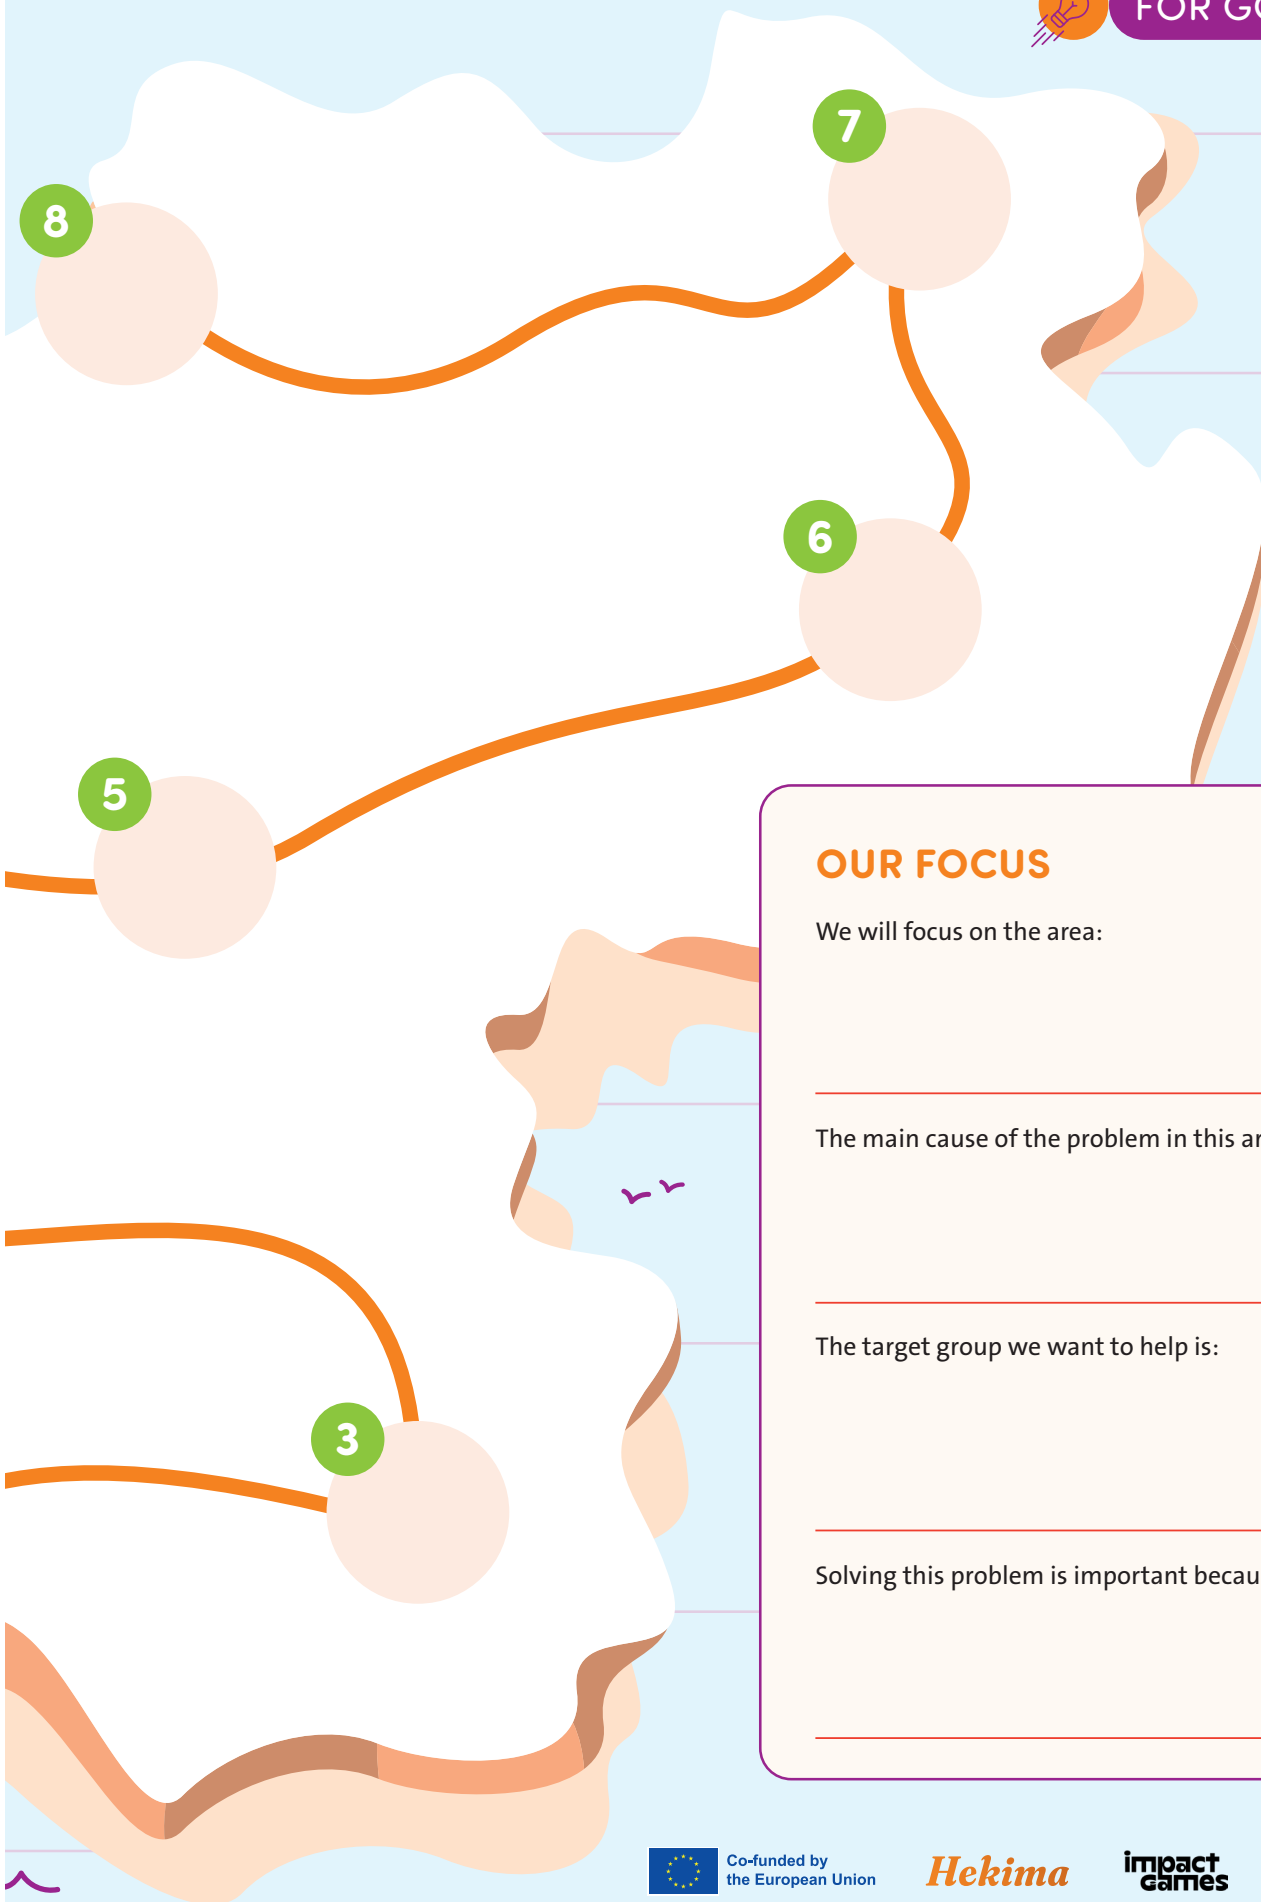 FOR GO
7
8
6
5
OUR FOCUS
We will focus on the area:
The main cause of the problem in this ar
The target group we want to help is:
3
Solving this problem is important becau
Co-funded by
the European Union
Hekima
impact
games